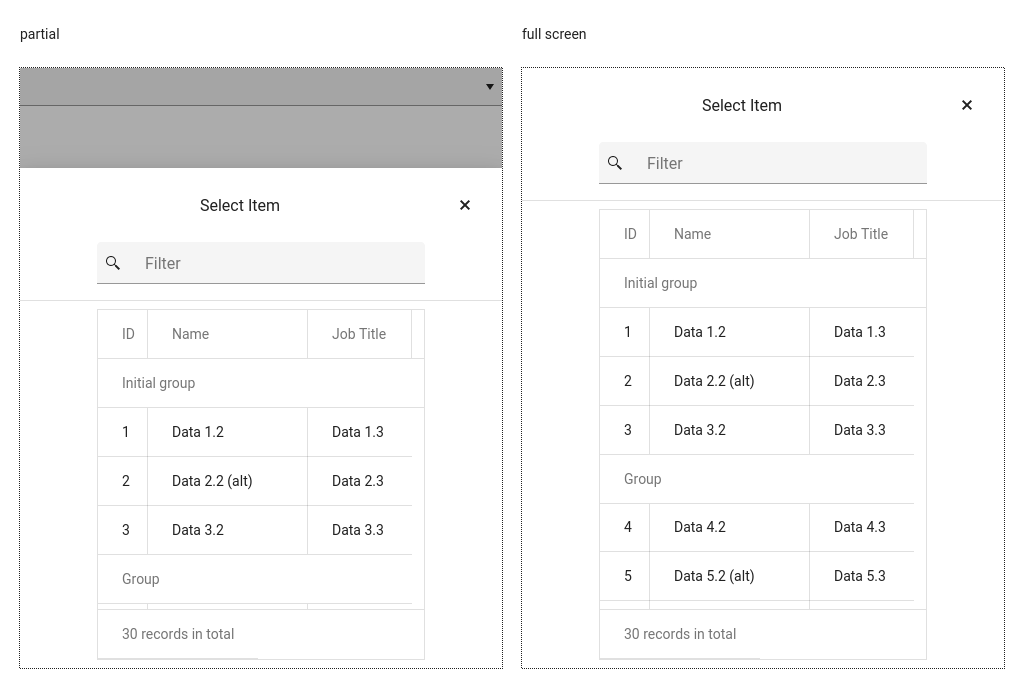 partial
Select Item
Filter
ID Name Job Title
Initial group
1 Data 1.2 Data 1.3
2 Data 2.2 (alt) Data 2.3
3 Data 3.2 Data 3.3
Group
30 records in total
full screen
Select Item
Filter
ID Name Job Title
Initial group
1 Data 1.2 Data 1.3
2 Data 2.2 (alt) Data 2.3
3 Data 3.2 Data 3.3
Group
4 Data 4.2 Data 4.3
5 Data 5.2 (alt) Data 5.3
30 records in total